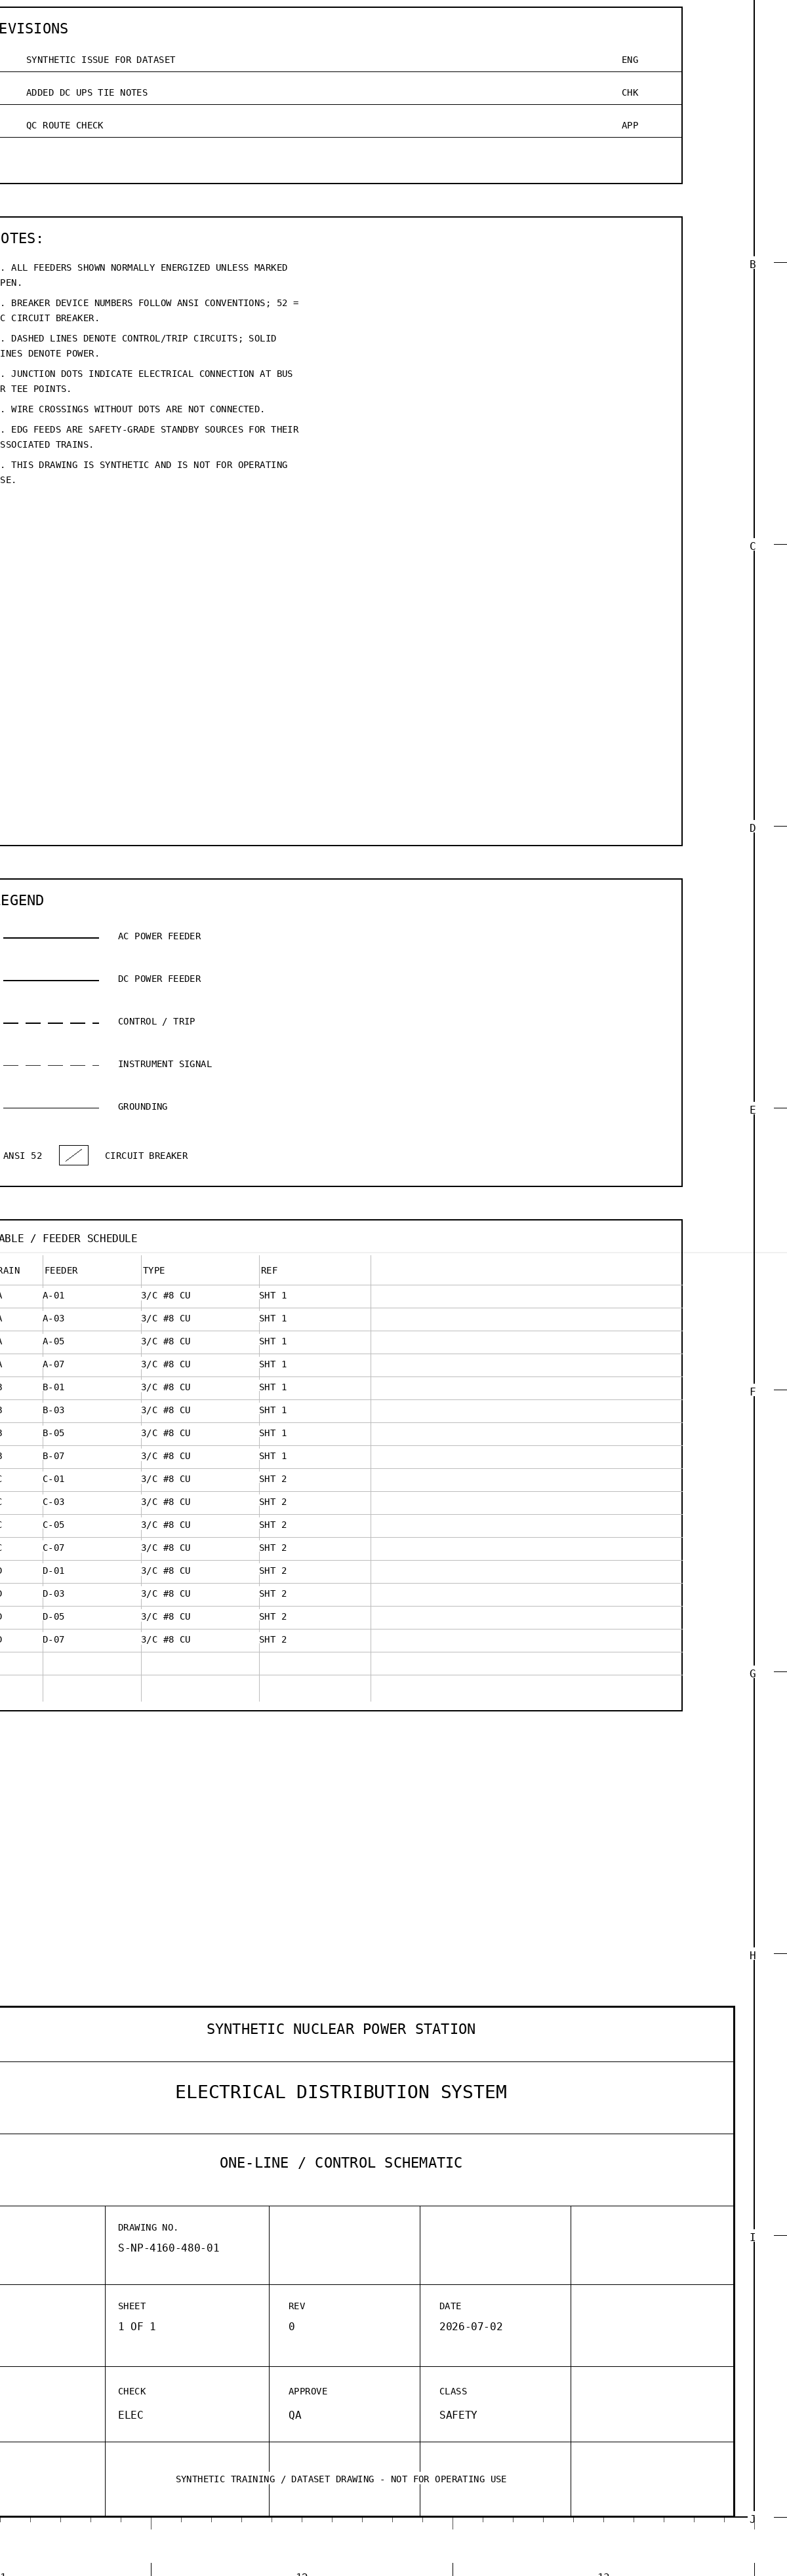 EVISIONS
SYNTHETIC ISSUE FOR DATASET ENG
ADDED DC UPS TIE NOTES CHK
QC ROUTE CHECK APP
OTES:
. ALL FEEDERS SHOWN NORMALLY ENERGIZED UNLESS MARKED
PEN.
. BREAKER DEVICE NUMBERS FOLLOW ANSI CONVENTIONS; 52 =
C CIRCUIT BREAKER.
. DASHED LINES DENOTE CONTROL/TRIP CIRCUITS; SOLID
INES DENOTE POWER.
. JUNCTION DOTS INDICATE ELECTRICAL CONNECTION AT BUS
R TEE POINTS.
. WIRE CROSSINGS WITHOUT DOTS ARE NOT CONNECTED.
. EDG FEEDS ARE SAFETY-GRADE STANDBY SOURCES FOR THEIR
SSOCIATED TRAINS.
. THIS DRAWING IS SYNTHETIC AND IS NOT FOR OPERATING
SE.
EGEND
AC POWER FEEDER
DC POWER FEEDER
CONTROL / TRIP
INSTRUMENT SIGNAL
GROUNDING
ANSI 52 CIRCUIT BREAKER
ABLE / FEEDER SCHEDULE
RAIN FEEDER TYPE REF
A A-01 3/C #8 CU SHT 1
A A-03 3/C #8 CU SHT 1
A A-05 3/C #8 CU SHT 1
A A-07 3/C #8 CU SHT 1
B B-01 3/C #8 CU SHT 1
B B-03 3/C #8 CU SHT 1
B B-05 3/C #8 CU SHT 1
B B-07 3/C #8 CU SHT 1
C C-01 3/C #8 CU SHT 2
C C-03 3/C #8 CU SHT 2
C C-05 3/C #8 CU SHT 2
C C-07 3/C #8 CU SHT 2
D D-01 3/C #8 CU SHT 2
D D-03 3/C #8 CU SHT 2
D D-05 3/C #8 CU SHT 2
D D-07 3/C #8 CU SHT 2
SYNTHETIC NUCLEAR POWER STATION
ELECTRICAL DISTRIBUTION SYSTEM
ONE-LINE / CONTROL SCHEMATIC
DRAWING NO.
S-NP-4160-480-01
SHEET REV DATE
1 OF 1 0 2026-07-02
CHECK APPROVE CLASS
ELEC QA SAFETY
SYNTHETIC TRAINING / DATASET DRAWING - NOT FOR OPERATING USE
B
C
D
E
F
G
H
I
J